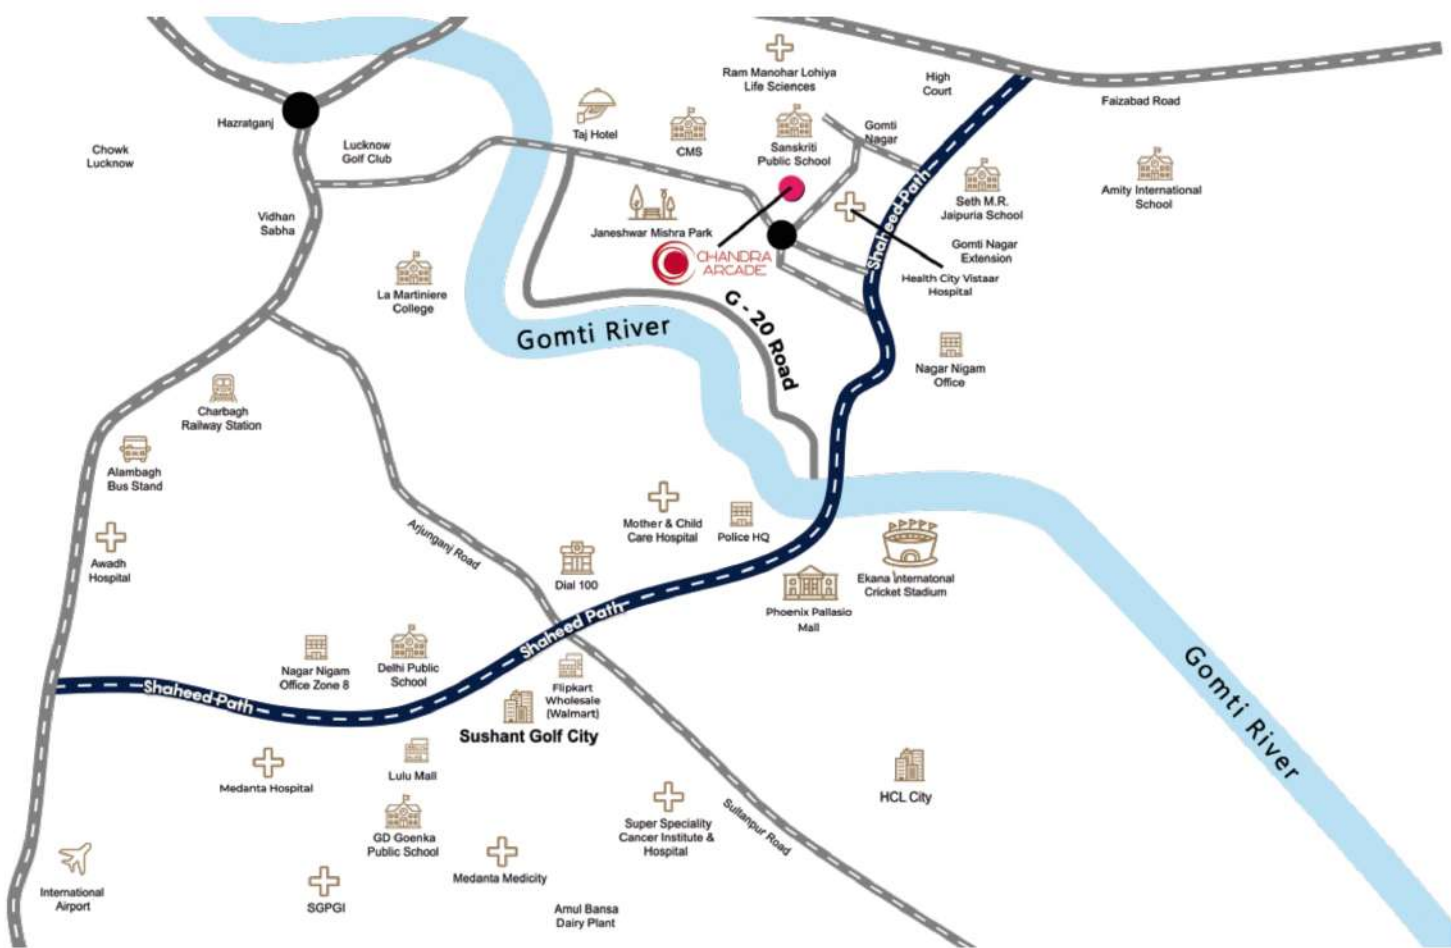 Ram Manohar Lohiya
Life Sciences
High
Court
Faizabad Road
Hazratganj
Chowk
Lucknow
Lucknow
Golf Club
Taj Hotel
CMS
Sanskriti
Public School
Gomti
Nagar
Shaheed Path
Seth M.R.
Jaipuria School
Amity International
School
Vidhan
Sabha
Janeshwar Mishra Park
CHANDRA
ARCADE
Gomti Nagar
Extension
Health City Vistaar
Hospital
La Martiniere
College
G - 20 Road
Gomti River
Nagar Nigam
Office
Charbagh
Railway Station
Alambagh
Bus Stand
Awadh
Hospital
Arjunganj Road
Mother & Child
Care Hospital
Police HQ
Dial 100
Ekana Internatonal
Cricket Stadium
Phoenix Pallasio
Mall
Shaheed Path
Nagar Nigam
Office Zone 8
Delhi Public
School
Shaheed Path
Flipkart
Wholesale
(Walmart)
Sushant Golf City
Gomti River
Medanta Hospital
Lulu Mall
HCL City
GD Goenka
Public School
Super Speciality
Cancer Institute &
Hospital
Sultanpur Road
Medanta Medicity
International
Airport
SGPGI
Amul Bansa
Dairy Plant